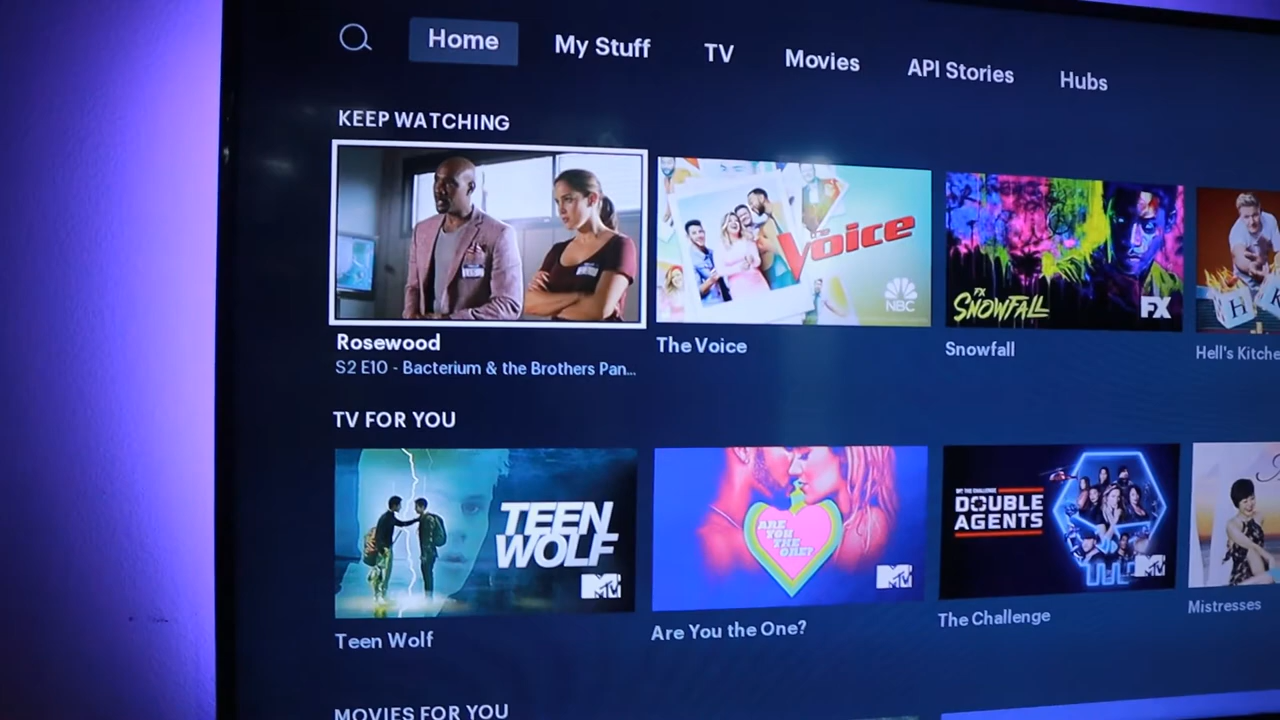 Home
My Stuff
TV
Movies
API Stories
Hubs
KEEP WATCHING
Voice
NBC
FX
SNOWFALL
FX
H
Rosewood
S2 E10 - Bacterium & the Brothers Pan...
The Voice
Snowfall
Hell's Kitche
TV FOR YOU
TEEN
WOLF
MTV
ARE
YOU
THE
ONE?
MTV
DOUBLE
AGENTS
MTV
Teen Wolf
Are You the One?
The Challenge
Mistresses
MOVIES FOR YOU